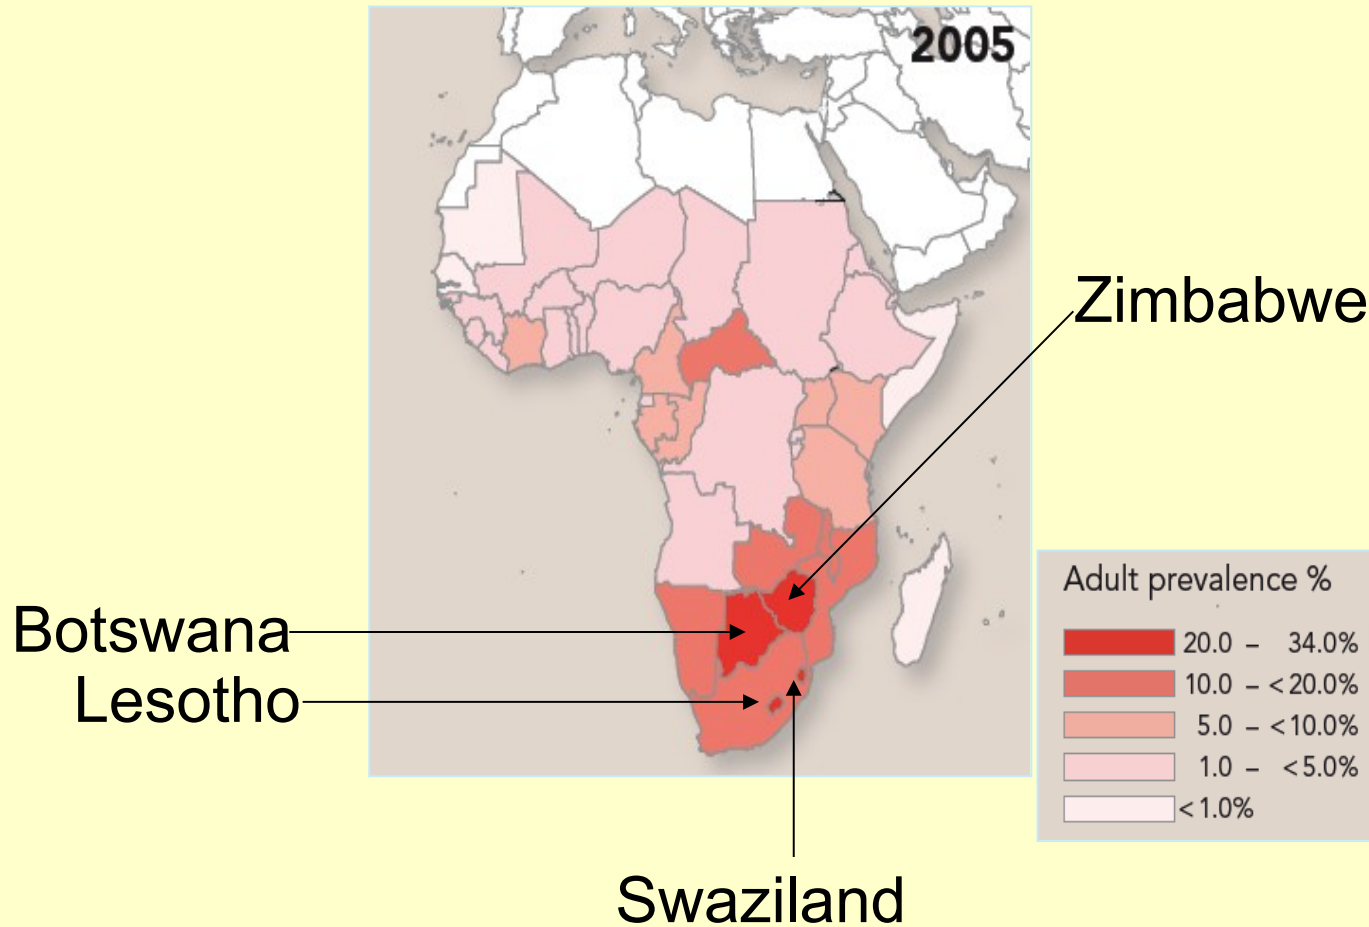 2005
Zimbabwe
Botswana
Lesotho
Swaziland
Adult prevalence %
20.0 – 34.0%
10.0 – <20.0%
5.0 – <10.0%
1.0 – <5.0%
<1.0%